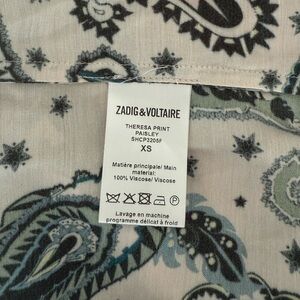 ZADIG&VOLTAIRE
THERESA PRINT
PAISLEY
SHCP3205F
XS
Matière principale/ Main
material:
100% Viscose/ Viscose
Lavage en machine
programme délicat à froid